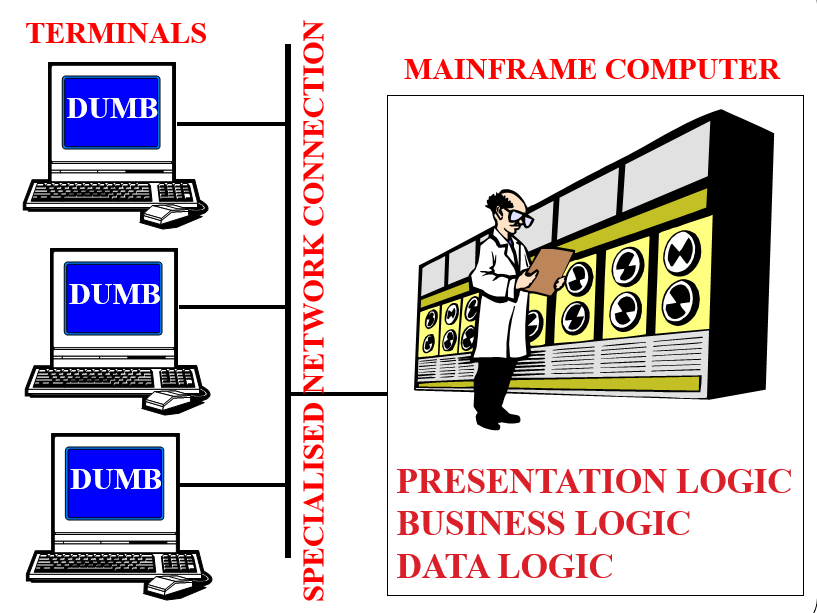 TERMINALS
DUMB
DUMB
DUMB
SPECIALISED NETWORK CONNECTION
MAINFRAME COMPUTER
PRESENTATION LOGIC
BUSINESS LOGIC
DATA LOGIC